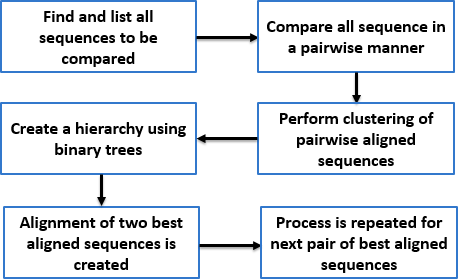 Find and list all
sequences to be
compared
Compare all sequence in
a pairwise manner
Perform clustering of
pairwise aligned
sequences
Create a hierarchy using
binary trees
Alignment of two best
aligned sequences is
created
Process is repeated for
next pair of best aligned
sequences